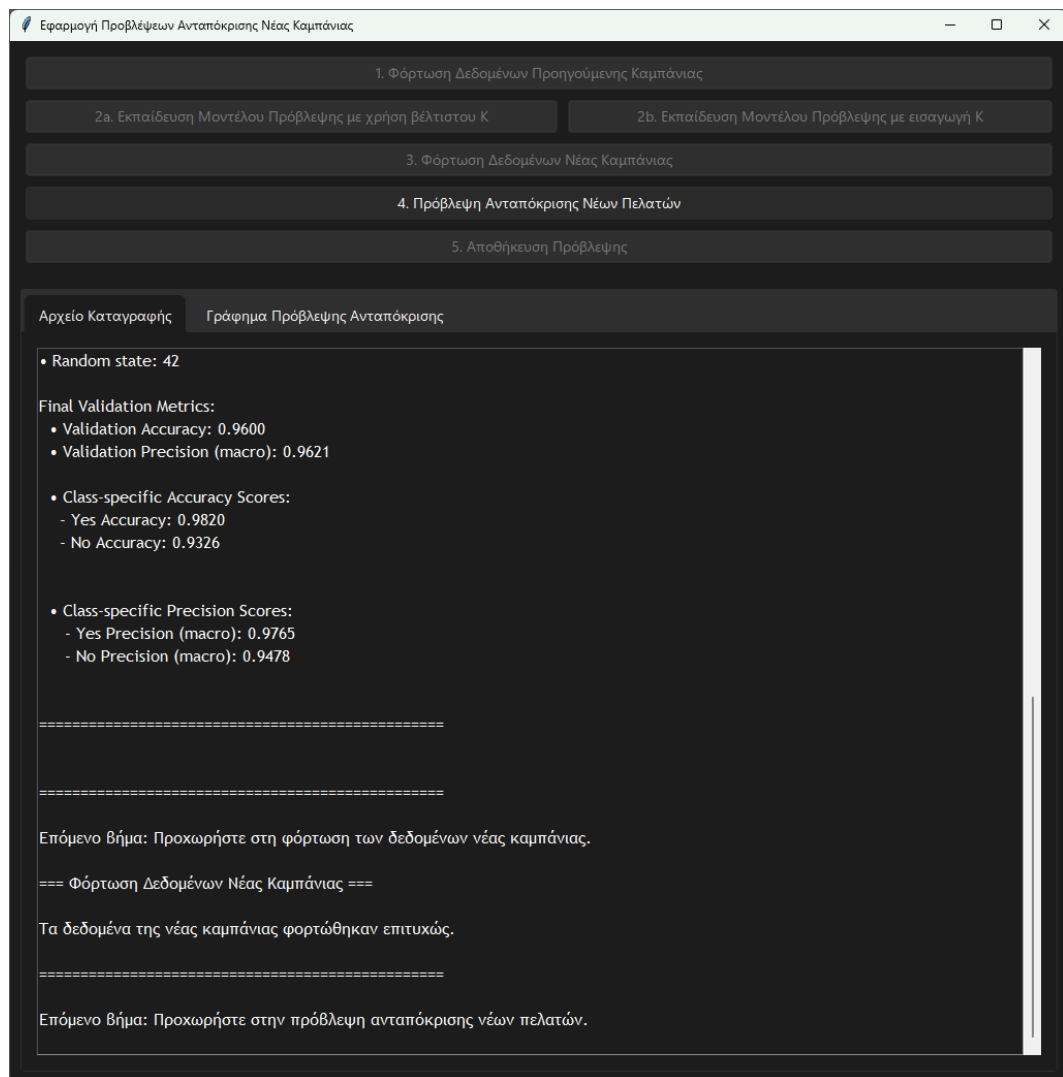 Εφαρμογή Προβλέψεων Ανταπόκρισης Νέας Καμπάνιας
1. Φόρτωση Δεδομένων Προηγούμενης Καμπάνιας
2a. Εκπαίδευση Μοντέλου Πρόβλεψης με χρήση βέλτιστου Κ
2b. Εκπαίδευση Μοντέλου Πρόβλεψης με εισαγωγή Κ
3. Φόρτωση Δεδομένων Νέας Καμπάνιας
4. Πρόβλεψη Ανταπόκρισης Νέων Πελατών
5. Αποθήκευση Πρόβλεψης
Αρχείο Καταγραφής
Γράφημα Πρόβλεψης Ανταπόκρισης
• Random state: 42
Final Validation Metrics:
• Validation Accuracy: 0.9600
• Validation Precision (macro): 0.9621
• Class-specific Accuracy Scores:
- Yes Accuracy: 0.9820
- No Accuracy: 0.9326
• Class-specific Precision Scores:
- Yes Precision (macro): 0.9765
- No Precision (macro): 0.9478
=================================================
=================================================
Επόμενο βήμα: Προχωρήστε στη φόρτωση των δεδομένων νέας καμπάνιας.
=== Φόρτωση Δεδομένων Νέας Καμπάνιας ===
Τα δεδομένα της νέας καμπάνιας φορτώθηκαν επιτυχώς.
=================================================
Επόμενο βήμα: Προχωρήστε στην πρόβλεψη ανταπόκρισης νέων πελατών.